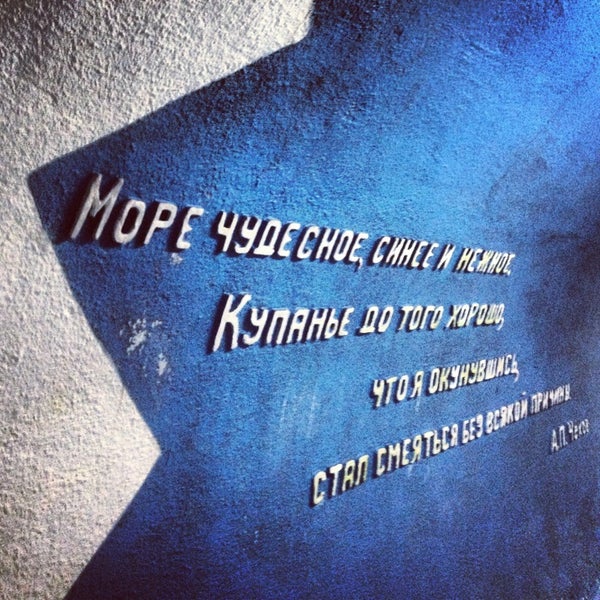 Море чудесное, синее и нежное,
Купанье до того хорошо,
что я окунувшись,
стал смеяться без всякой причины.
А.П. Чехов